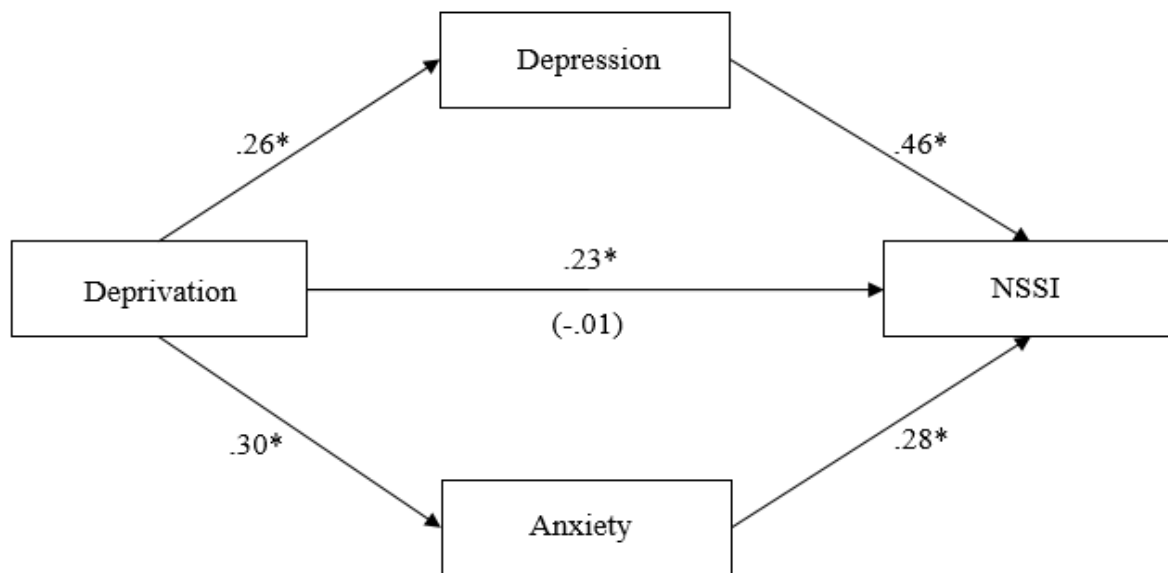 Depression
.26*
.46*
.23*
Deprivation
NSSI
(-.01)
.30*
.28*
Anxiety